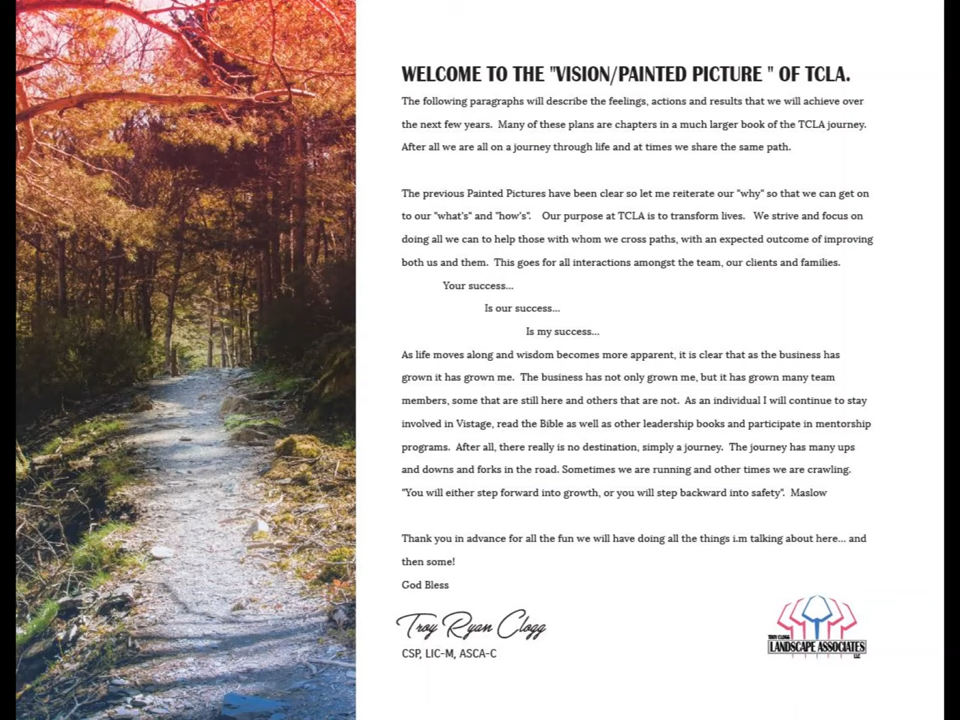 WELCOME TO THE "VISION/PAINTED PICTURE " OF TCLA.
The following paragraphs will describe the feelings, actions and results that we will achieve over
the next few years.  Many of these plans are chapters in a much larger book of the TCLA journey.
After all we are all on a journey through life and at times we share the same path.
The previous Painted Pictures have been clear so let me reiterate our "why" so that we can get on
to our "what's" and "how's".    Our purpose at TCLA is to transform lives.   We strive and focus on
doing all we can to help those with whom we cross paths, with an expected outcome of improving
both us and them.  This goes for all interactions amongst the team, our clients and families.
Your success...
Is our success...
Is my success...
As life moves along and wisdom becomes more apparent, it is clear that as the business has
grown it has grown me.  The business has not only grown me, but it has grown many team
members, some that are still here and others that are not.  As an individual I will continue to stay
involved in Vistage, read the Bible as well as other leadership books and participate in mentorship
programs.  After all, there really is no destination, simply a journey.  The journey has many ups
and downs and forks in the road. Sometimes we are running and other times we are crawling.
"You will either step forward into growth, or you will step backward into safety".  Maslow
Thank you in advance for all the fun we will have doing all the things i.m talking about here... and
then some!
God Bless
Troy Ryan Clogg
CSP, LIC-M, ASCA-C
TROY CLOGG
LANDSCAPE ASSOCIATES
LLC